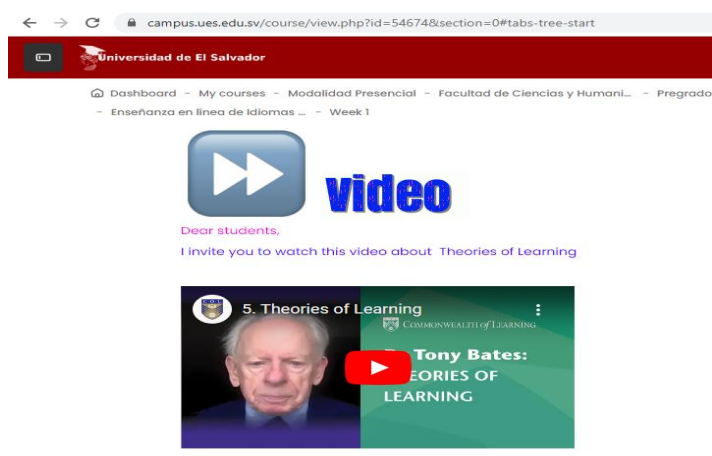 campus.ues.edu.sv/course/view.php?id=54674&section=0#tabs-tree-start
Universidad de El Salvador
Dashboard - My courses - Modalidad Presencial - Facultad de Ciencias y Humani... - Pregrado
- Enseñanza en línea de Idiomas ... - Week 1
video
Dear students,
I invite you to watch this video about Theories of Learning
5. Theories of Learning
COL
COMMONWEALTH of LEARNING
Tony Bates:
EORIES OF
LEARNING